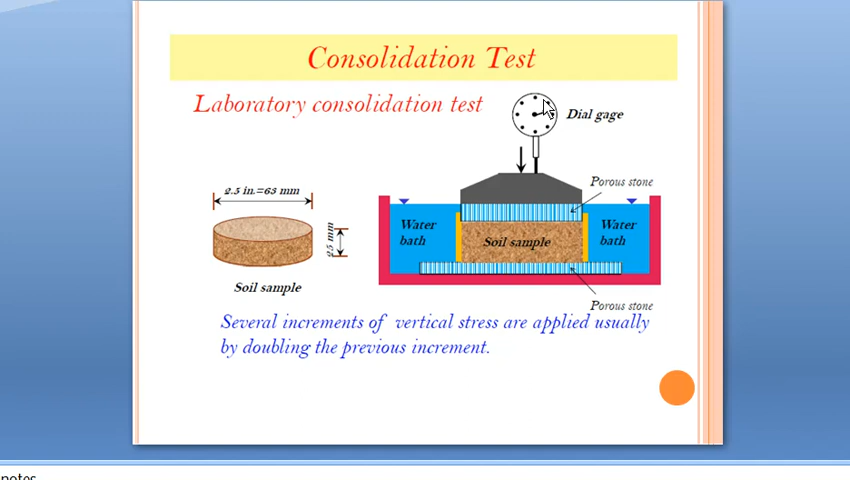 Consolidation Test
Laboratory consolidation test
Dial gage
2.5 in.=63 mm
Porous stone
Water
bath
Soil sample
Water
bath
25 mm
Soil sample
Porous stone
Several increments of vertical stress are applied usually
by doubling the previous increment.
notes